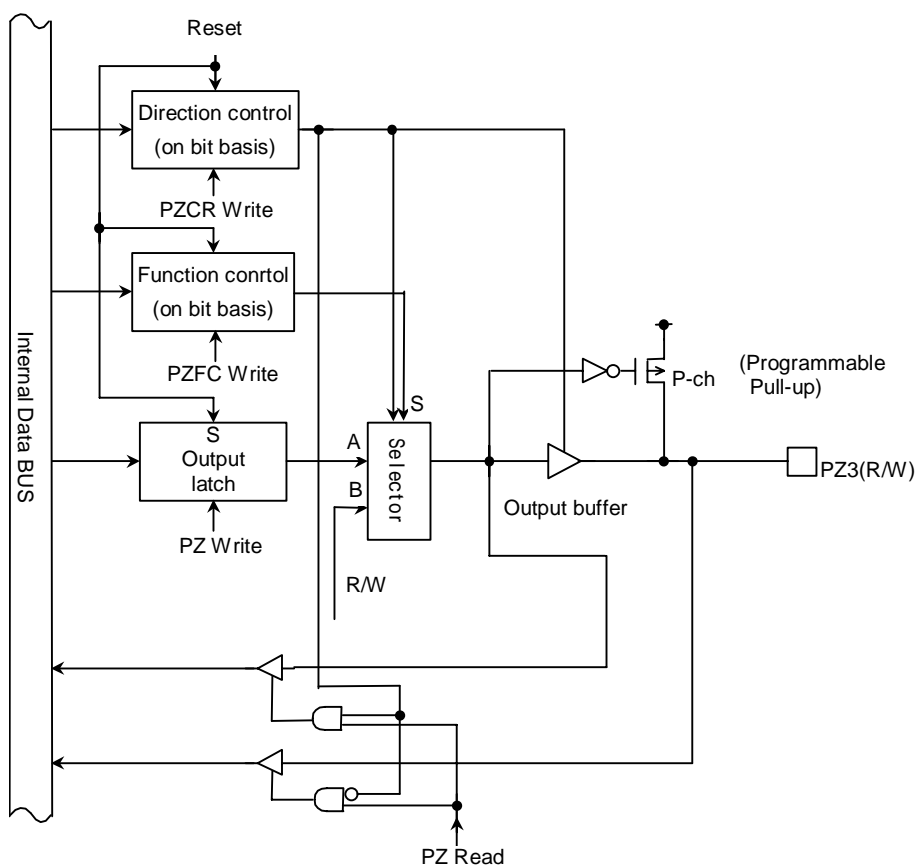 Reset
Direction control
(on bit basis)
PZCR Write
Function conrtol
(on bit basis)
PZFC Write
Internal Data BUS
S
Output
latch
PZ Write
A
B
S
Selector
R/W
Output buffer
P-ch
(Programmable
Pull-up)
PZ3(R/W)
PZ Read